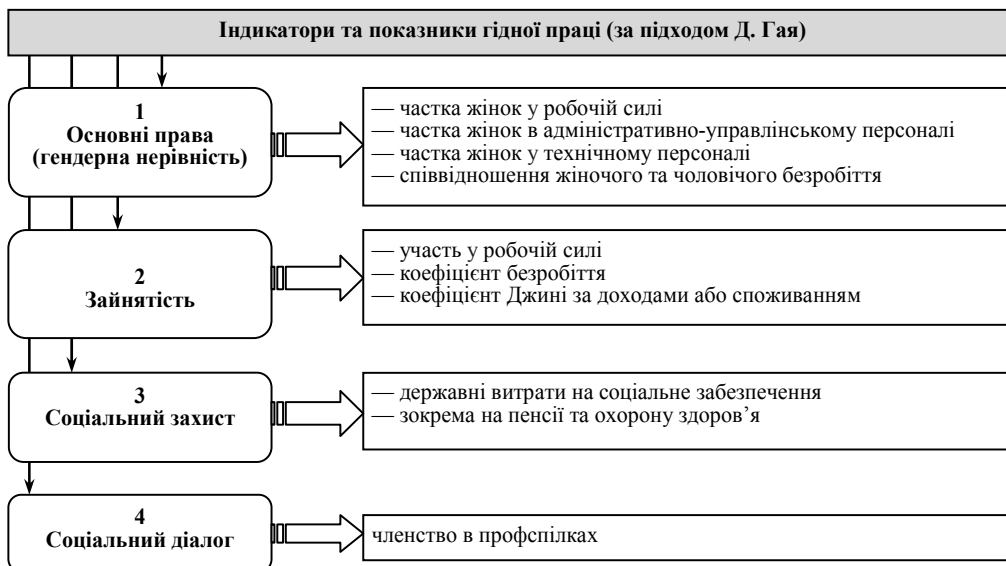 Індикатори та показники гідної праці (за підходом Д. Гая)
1
Основні права
(гендерна нерівність)
— частка жінок у робочій силі
— частка жінок в адміністративно-управлінському персоналі
— частка жінок у технічному персоналі
— співвідношення жіночого та чоловічого безробіття
2
Зайнятість
— участь у робочій силі
— коефіцієнт безробіття
— коефіцієнт Джині за доходами або споживанням
3
Соціальний захист
— державні витрати на соціальне забезпечення
— зокрема на пенсії та охорону здоров’я
4
Соціальний діалог
членство в профспілках